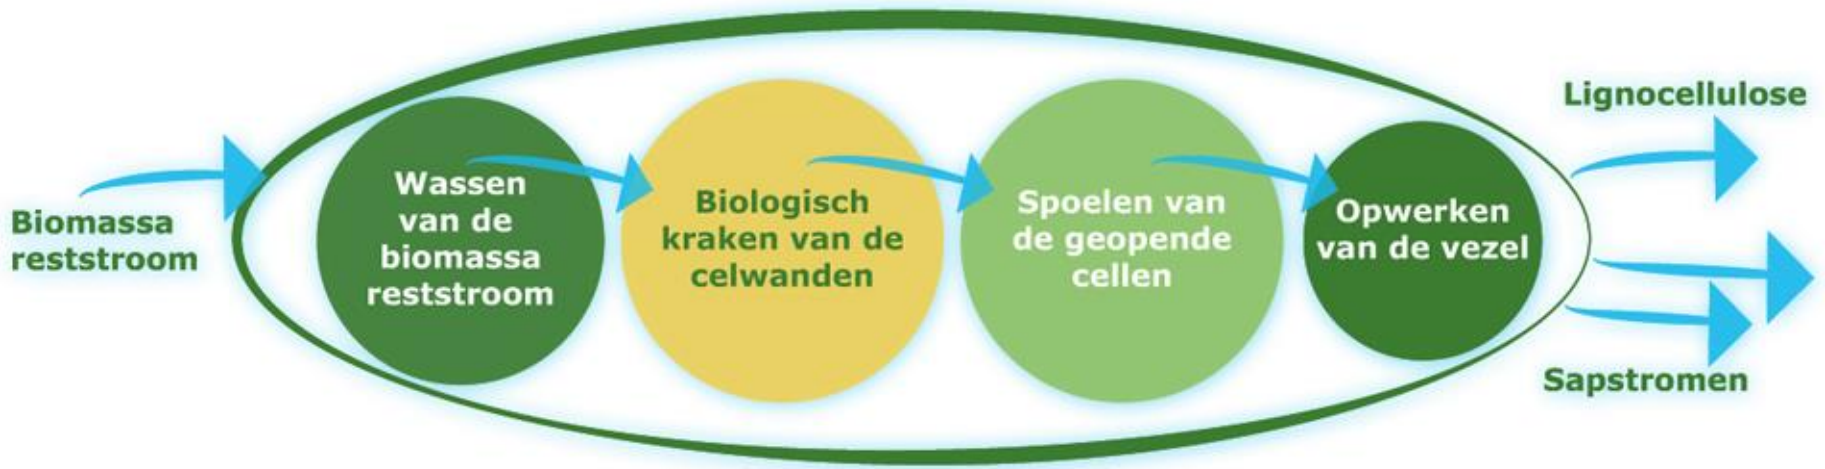 Biomassa
reststroom
Wassen
van de
biomassa
reststroom
Biologisch
kraken van de
celwanden
Spoelen van
de geopende
cellen
Opwerken
van de vezel
Lignocellulose
Sapstromen